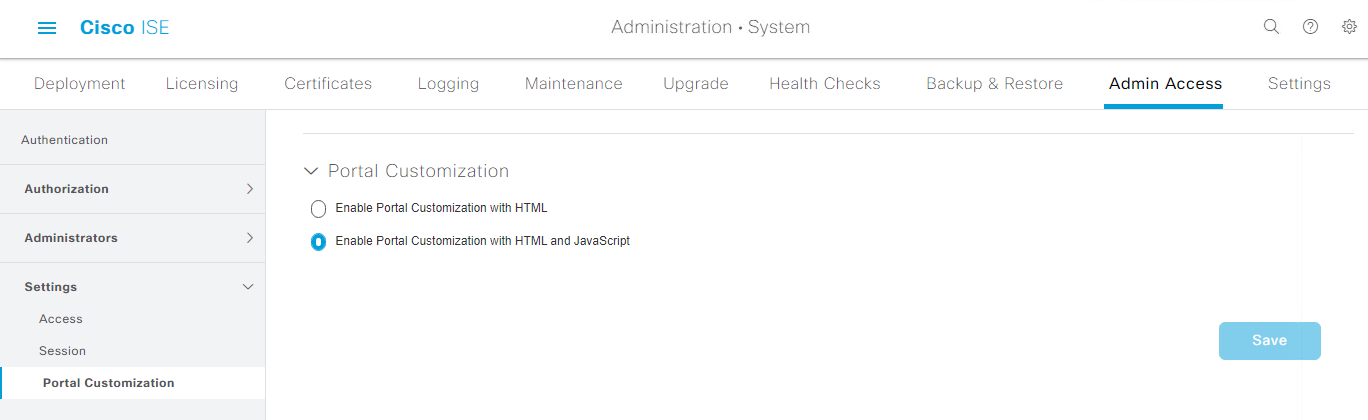 Cisco ISE
Administration • System
Deployment Licensing Certificates Logging Maintenance Upgrade Health Checks Backup & Restore Admin Access Settings
Authentication
Authorization
Administrators
Settings
Access
Session
Portal Customization
Portal Customization
Enable Portal Customization with HTML
Enable Portal Customization with HTML and JavaScript
Save